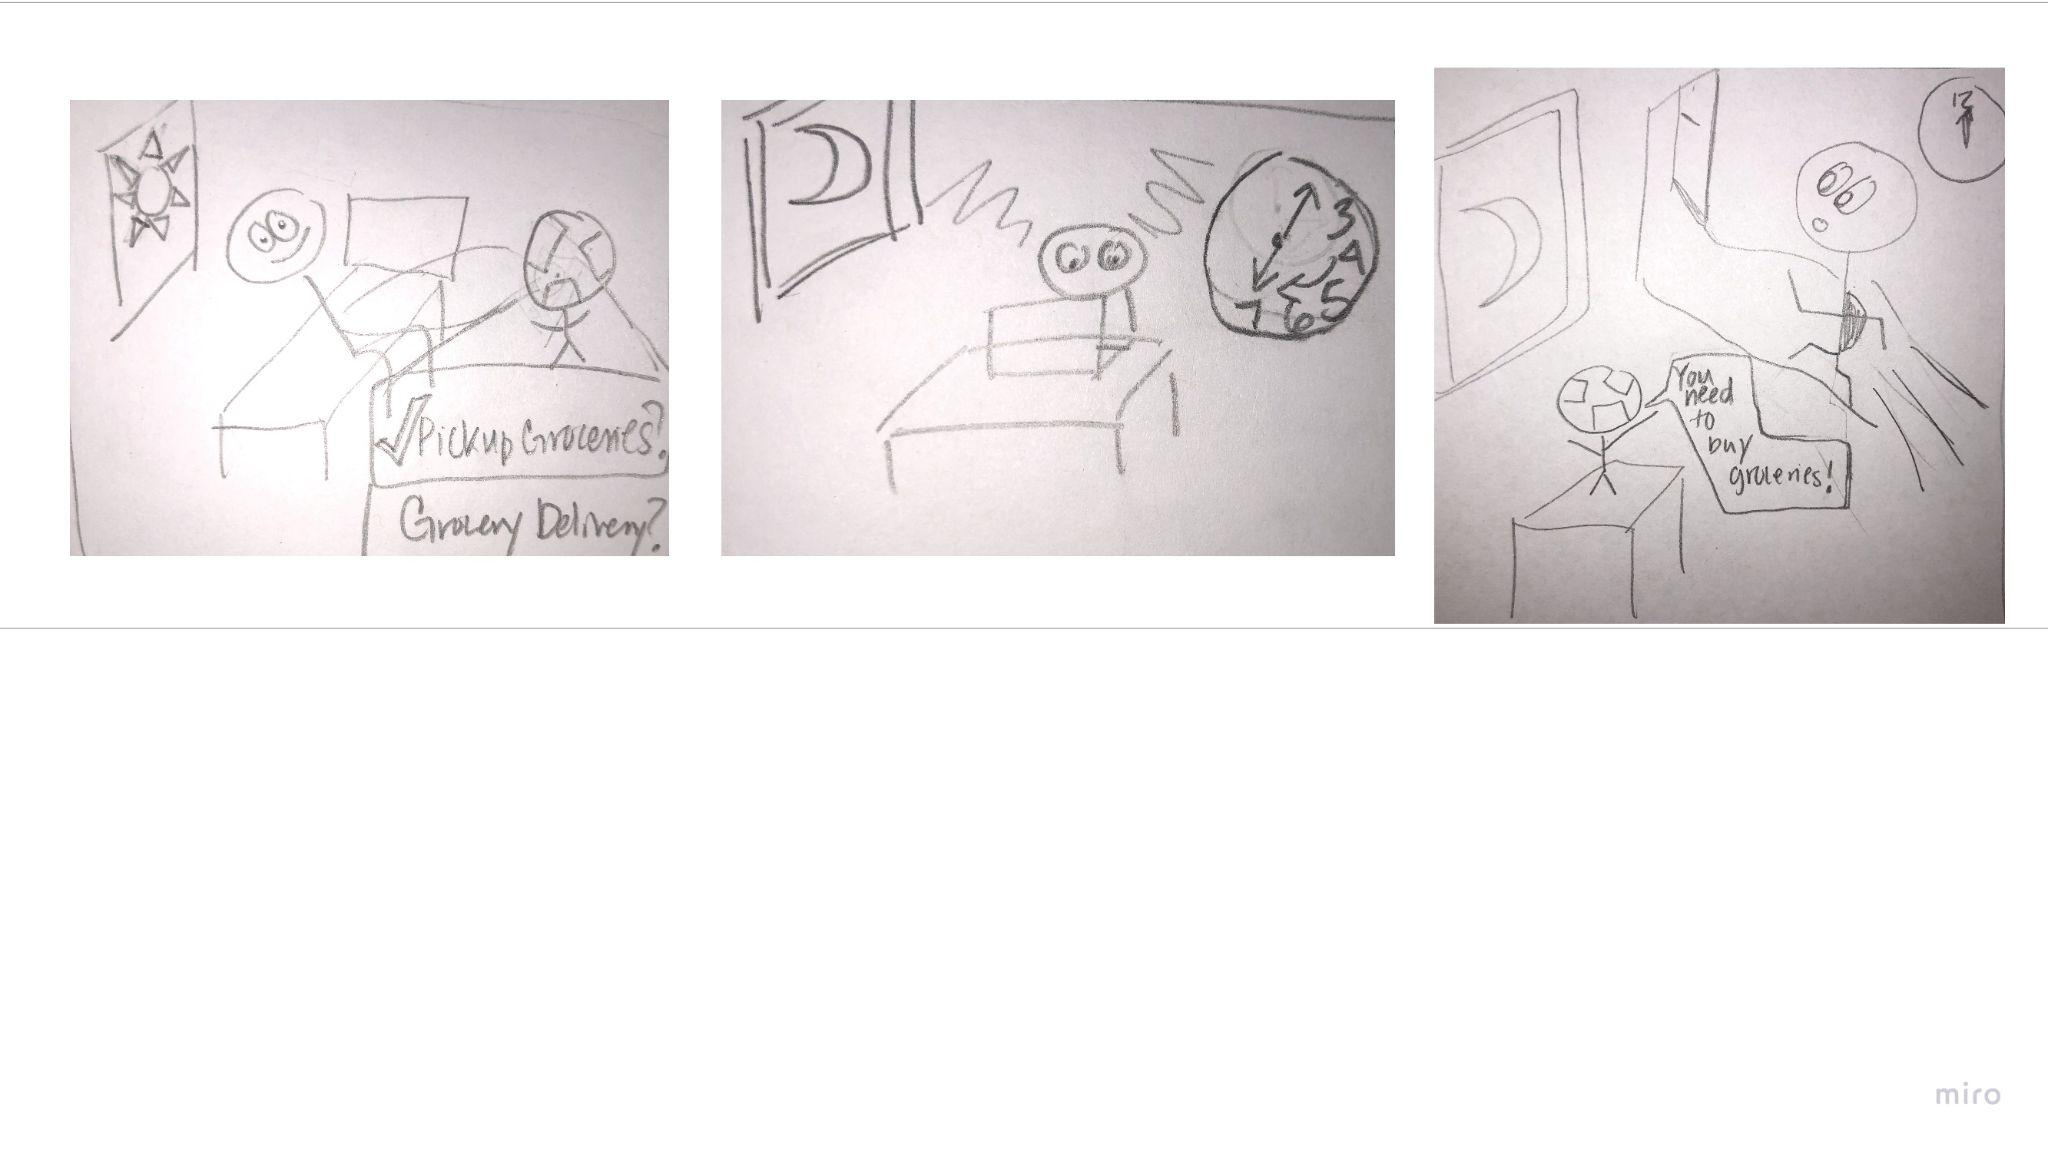 Pickup Groceries?
Grocery Delivery?
3
4
5
6
7
12
You
need
to
buy
groceries!
miro